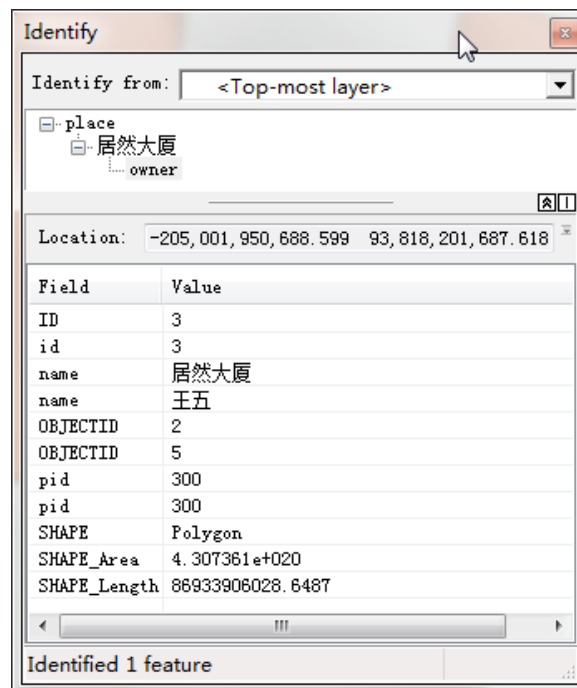 Identify
Identify from: <Top-most layer>
place
居然大厦
owner
Location: -205,001,950,688.599 93,818,201,687.618
Field Value
ID 3
id 3
name 居然大厦
name 王五
OBJECTID 2
OBJECTID 5
pid 300
pid 300
SHAPE Polygon
SHAPE_Area 4.307361e+020
SHAPE_Length 86933906028.6487
Identified 1 feature